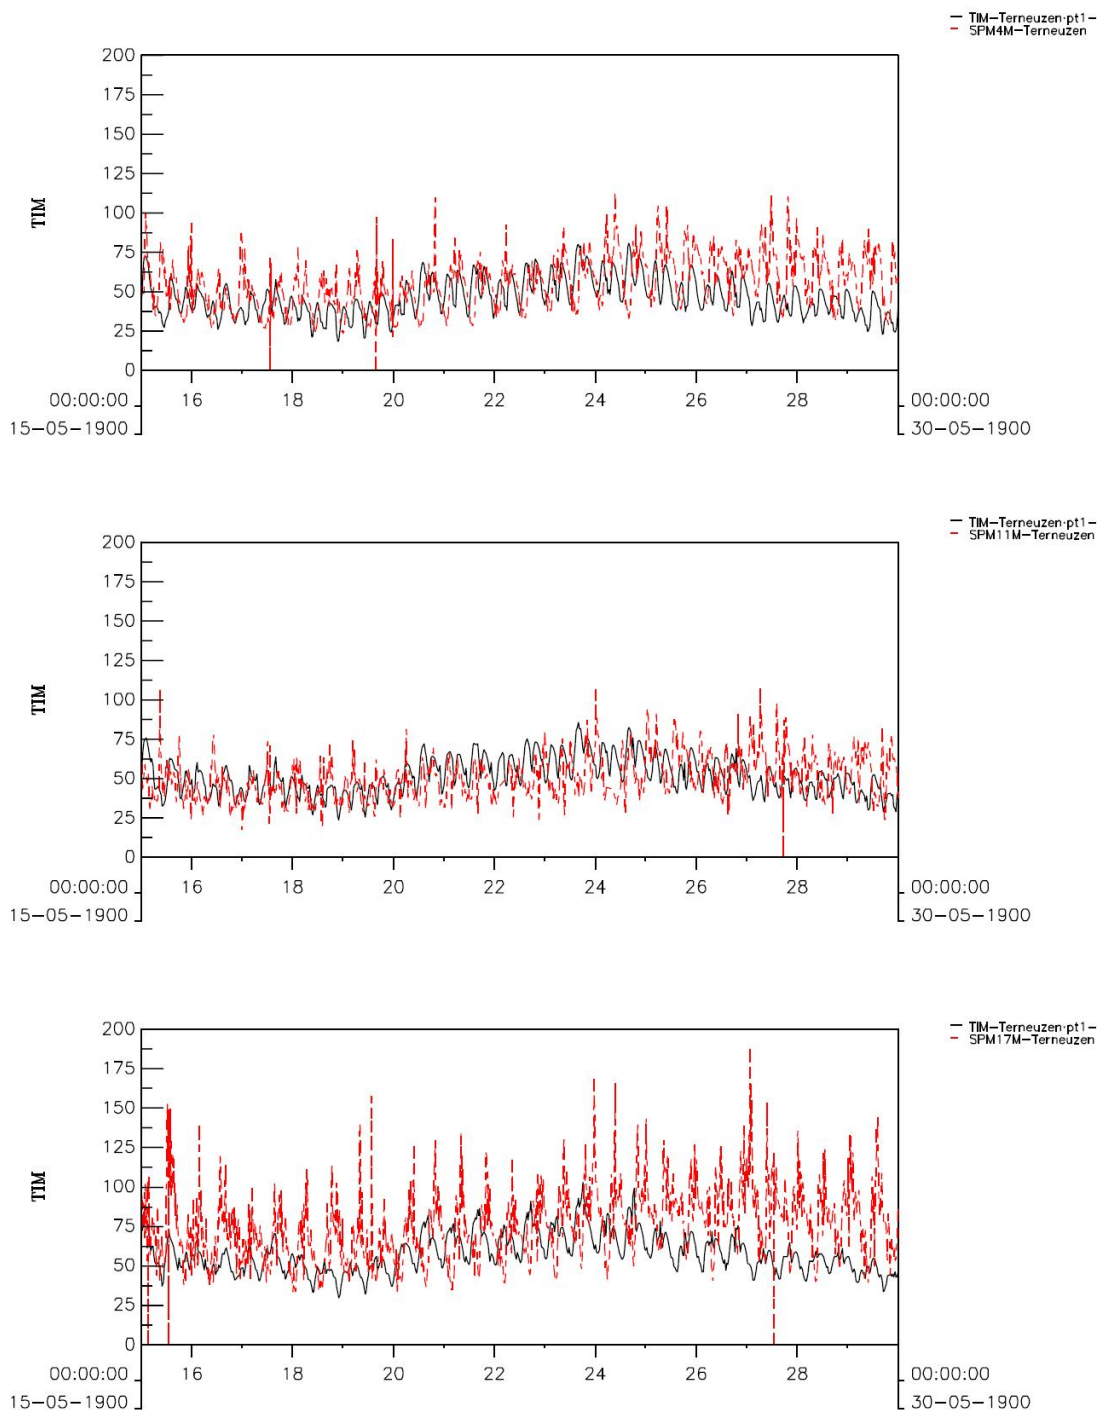 TIM—Terneuzen-pt1—
SPM4M—Terneuzen
200
175
150
125
100
75
50
25
0
TIM
16 18 20 22 24 26 28
00:00:00 00:00:00
15-05-1900 30-05-1900
TIM—Terneuzen-pt1—
SPM11M—Terneuzen
200
175
150
125
100
75
50
25
0
TIM
16 18 20 22 24 26 28
00:00:00 00:00:00
15-05-1900 30-05-1900
TIM—Terneuzen-pt1—
SPM17M—Terneuzen
200
175
150
125
100
75
50
25
0
TIM
16 18 20 22 24 26 28
00:00:00 00:00:00
15-05-1900 30-05-1900